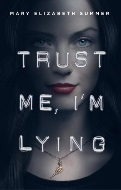 MARY ELIZABETH SUMMER
TRUST
ME, I'M
LYING